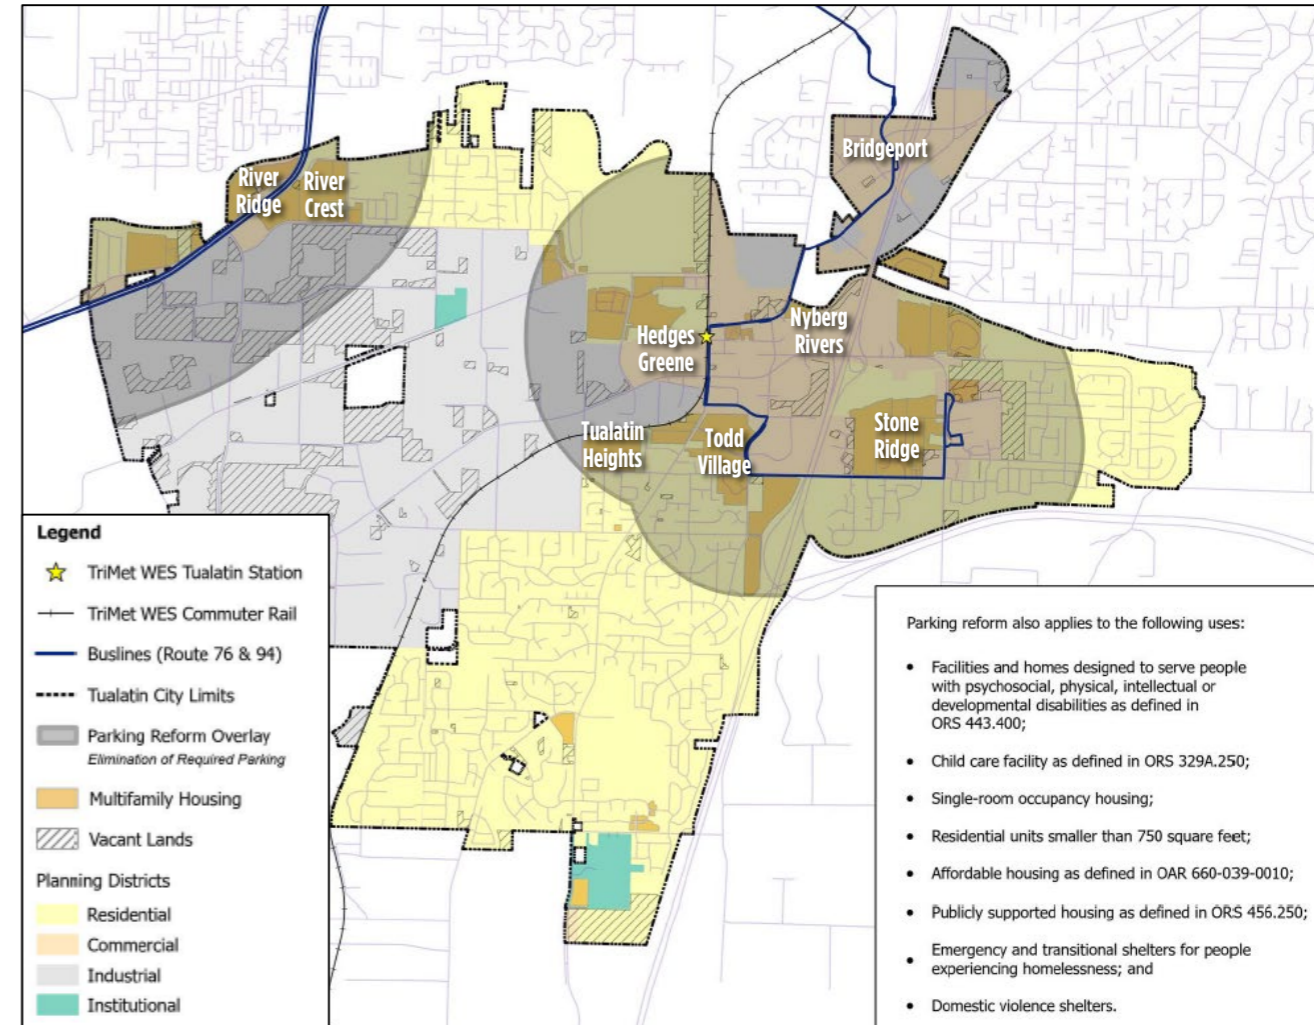 Bridgeport
River
Ridge
River
Crest
Hedges
Greene
Nyberg
Rivers
Tualatin
Heights
Todd
Village
Stone
Ridge
Legend
TriMet WES Tualatin Station
TriMet WES Commuter Rail
Buslines (Route 76 & 94)
Tualatin City Limits
Parking Reform Overlay
Elimination of Required Parking
Multifamily Housing
Vacant Lands
Planning Districts
Residential
Commercial
Industrial
Institutional
Parking reform also applies to the following uses:
• Facilities and homes designed to serve people
with psychosocial, physical, intellectual or
developmental disabilities as defined in
ORS 443.400;
• Child care facility as defined in ORS 329A.250;
• Single-room occupancy housing;
• Residential units smaller than 750 square feet;
• Affordable housing as defined in OAR 660-039-0010;
• Publicly supported housing as defined in ORS 456.250;
• Emergency and transitional shelters for people
experiencing homelessness; and
• Domestic violence shelters.